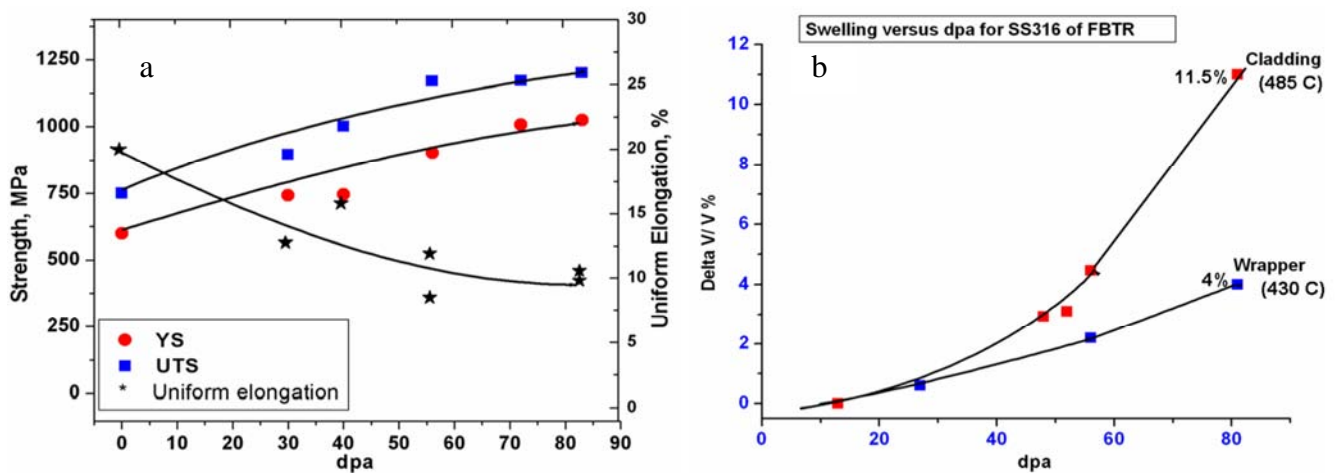 a
1250
1000
750
500
250
0
Strength, MPa
30
25
20
15
10
5
0
Uniform Elongation, %
YS
UTS
Uniform elongation
0 10 20 30 40 50 60 70 80 90
dpa
Swelling versus dpa for SS316 of FBTR
b
12
10
8
6
4
2
0
Delta V/ V %
11.5%
Cladding
(485 C)
4%
Wrapper
(430 C)
0 20 40 60 80
dpa